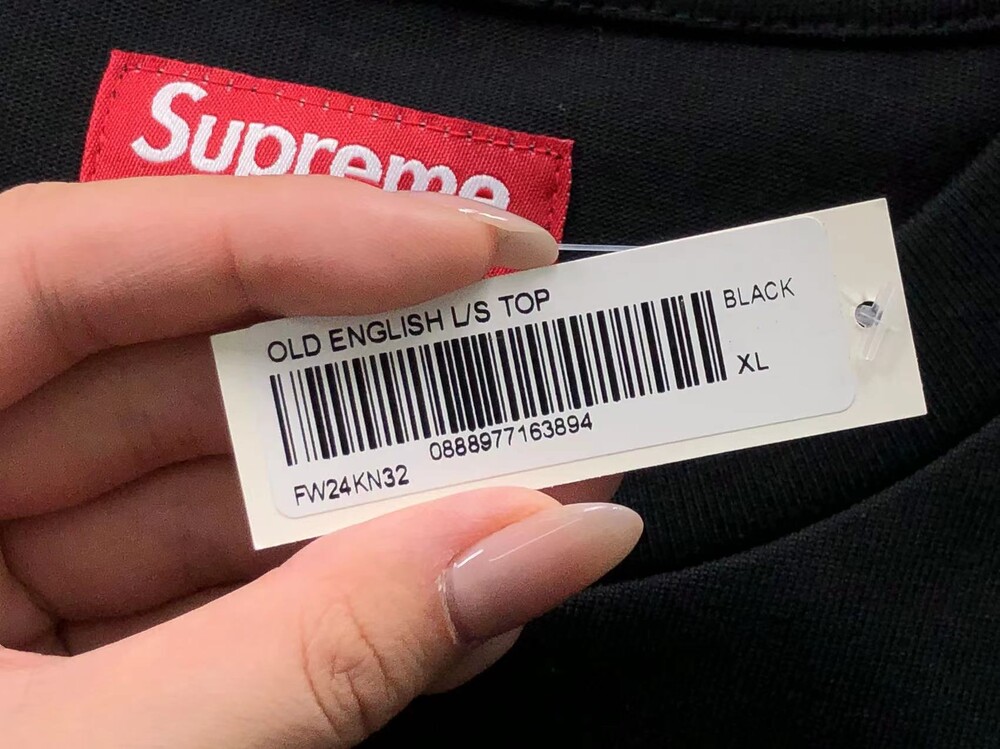 Supreme
OLD ENGLISH L/S TOP
BLACK
XL
0888977163894
FW24KN32